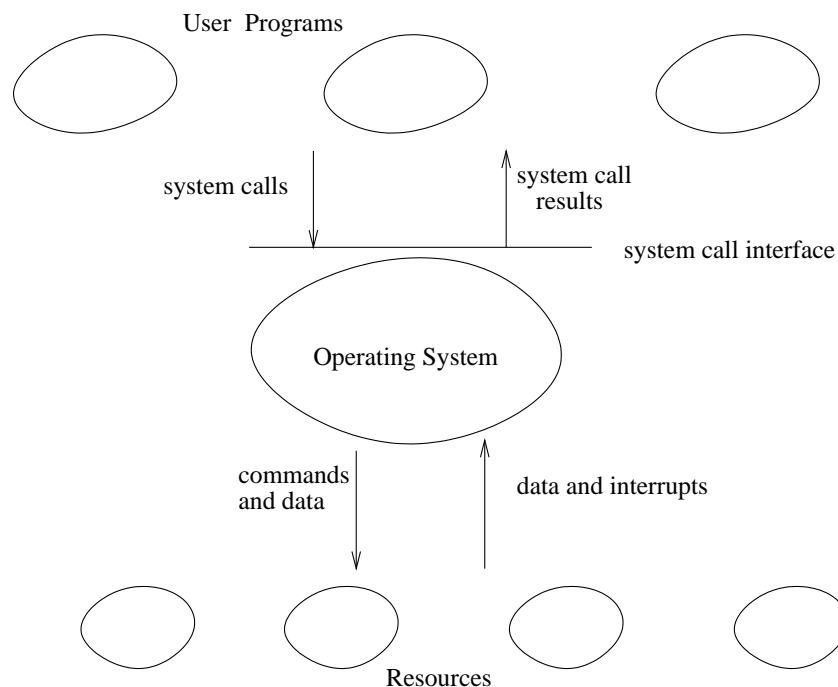 User Programs
system calls
system call
results
system call interface
Operating System
commands
and data
data and interrupts
Resources